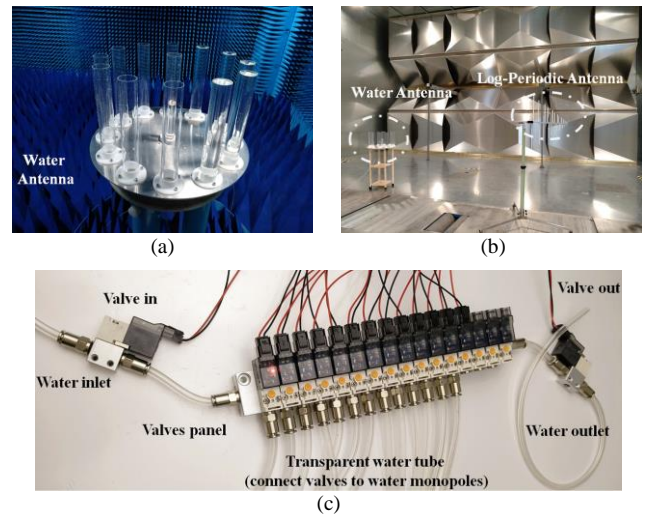 Water
Antenna
(a)
Water Antenna
Log-Periodic Antenna
(b)
Valve in
Valve out
Water inlet
Valves panel
Water outlet
Transparent water tube
(connect valves to water monopoles)
(c)